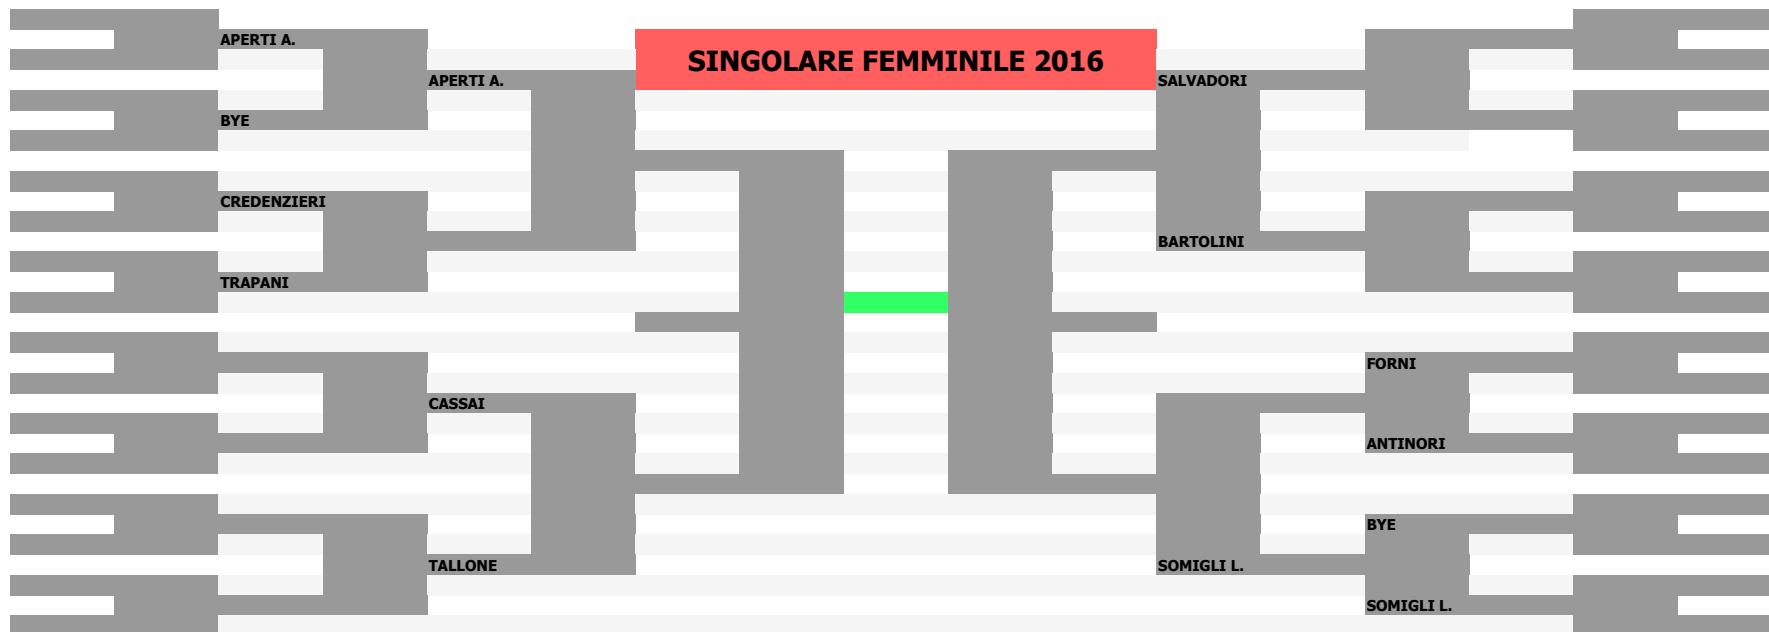 APERTI A.
SINGOLARE FEMMINILE 2016
APERTI A.
SALVADORI
BYE
CREDENZIERI
BARTOLINI
TRAPANI
FORNI
CASSAI
ANTINORI
BYE
TALLONE
SOMIGLI L.
SOMIGLI L.